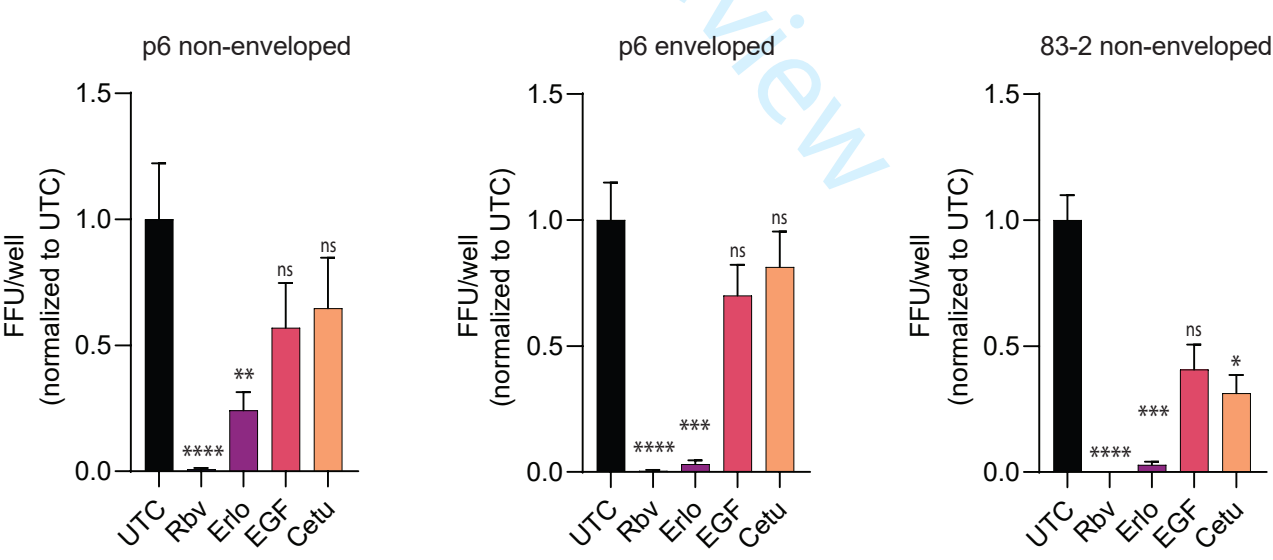 view
p6 non-enveloped
FFU/well
(normalized to UTC)
1.5
1.0
0.5
0.0
**
****
ns
ns
UTC
Rbv
Erlo
EGF
Cetu
p6 enveloped
FFU/well
(normalized to UTC)
1.5
1.0
0.5
0.0
****
***
ns
ns
UTC
Rbv
Erlo
EGF
Cetu
83-2 non-enveloped
FFU/well
(normalized to UTC)
1.5
1.0
0.5
0.0
****
***
ns
*
UTC
Rbv
Erlo
EGF
Cetu